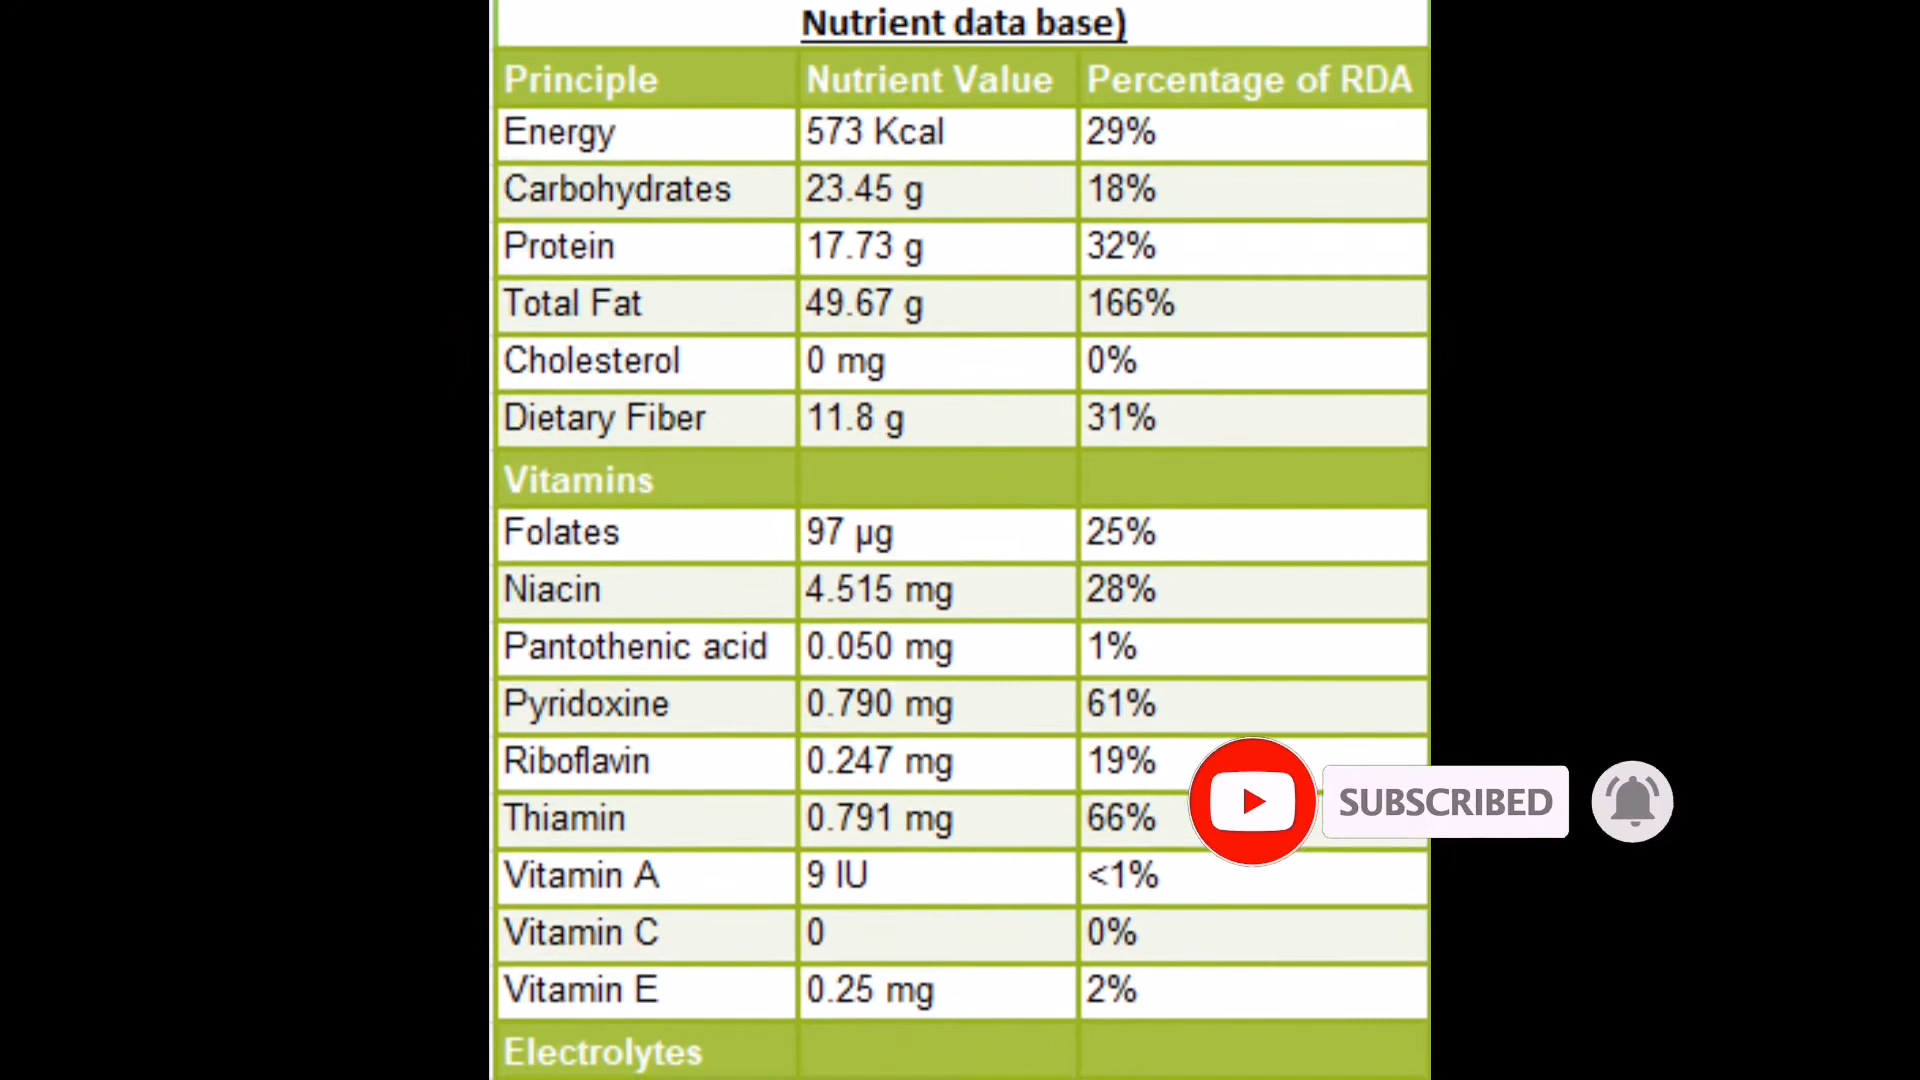 Nutrient data base)
Principle Nutrient Value Percentage of RDA
Energy 573 Kcal 29%
Carbohydrates 23.45 g 18%
Protein 17.73 g 32%
Total Fat 49.67 g 166%
Cholesterol 0 mg 0%
Dietary Fiber 11.8 g 31%
Vitamins
Folates 97 µg 25%
Niacin 4.515 mg 28%
Pantothenic acid 0.050 mg 1%
Pyridoxine 0.790 mg 61%
Riboflavin 0.247 mg 19%
Thiamin 0.791 mg 66%
SUBSCRIBED
Vitamin A 9 IU <1%
Vitamin C 0 0%
Vitamin E 0.25 mg 2%
Electrolytes